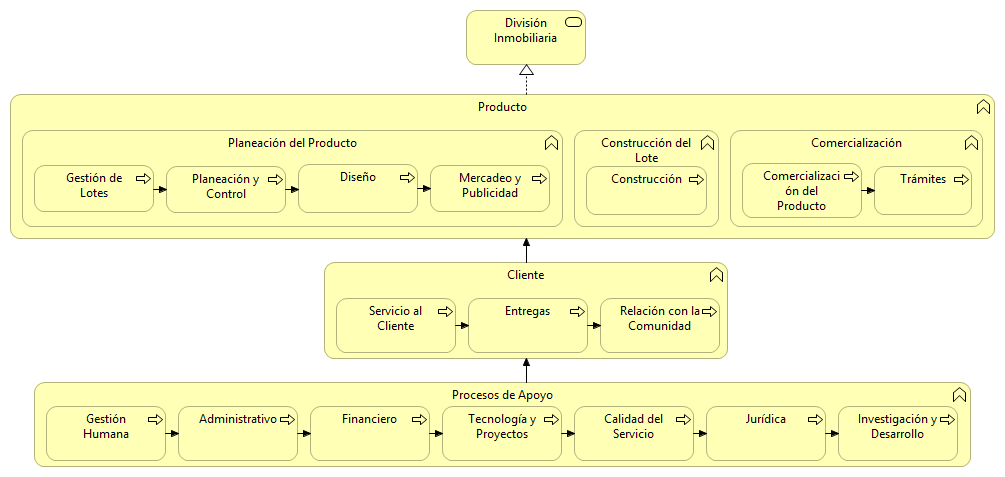 División
Inmobiliaria
Producto
Planeación del Producto
Gestión de
Lotes
Planeación y
Control
Diseño
Mercadeo y
Publicidad
Construcción del
Lote
Construcción
Comercialización
Comercializaci
ón del
Producto
Trámites
Cliente
Servicio al
Cliente
Entregas
Relación con la
Comunidad
Procesos de Apoyo
Gestión
Humana
Administrativo
Financiero
Tecnología y
Proyectos
Calidad del
Servicio
Jurídica
Investigación y
Desarrollo